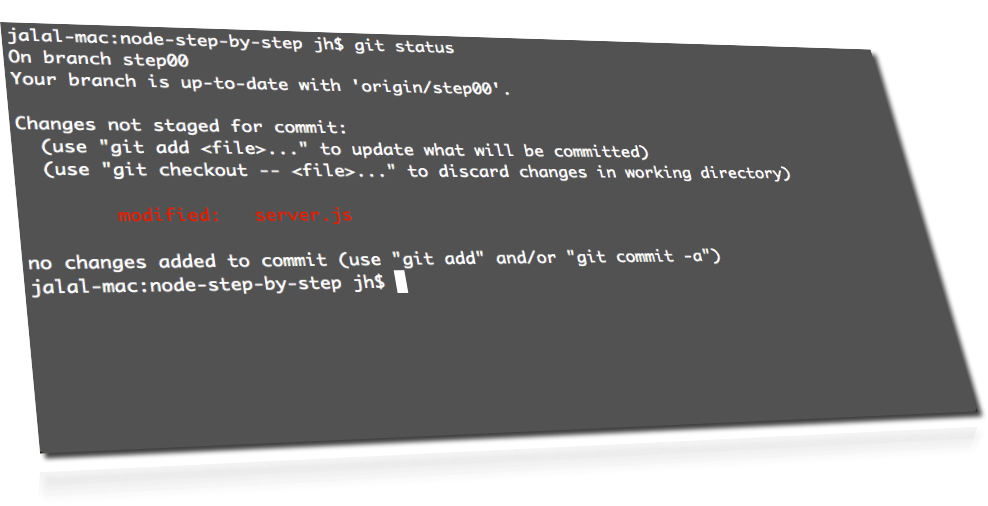 jalal-mac:node-step-by-step jh$ git status
On branch step00
Your branch is up-to-date with 'origin/step00'.
Changes not staged for commit:
(use "git add <file>..." to update what will be committed)
(use "git checkout -- <file>..." to discard changes in working directory)
modified: server.js
no changes added to commit (use "git add" and/or "git commit -a")
jalal-mac:node-step-by-step jh$